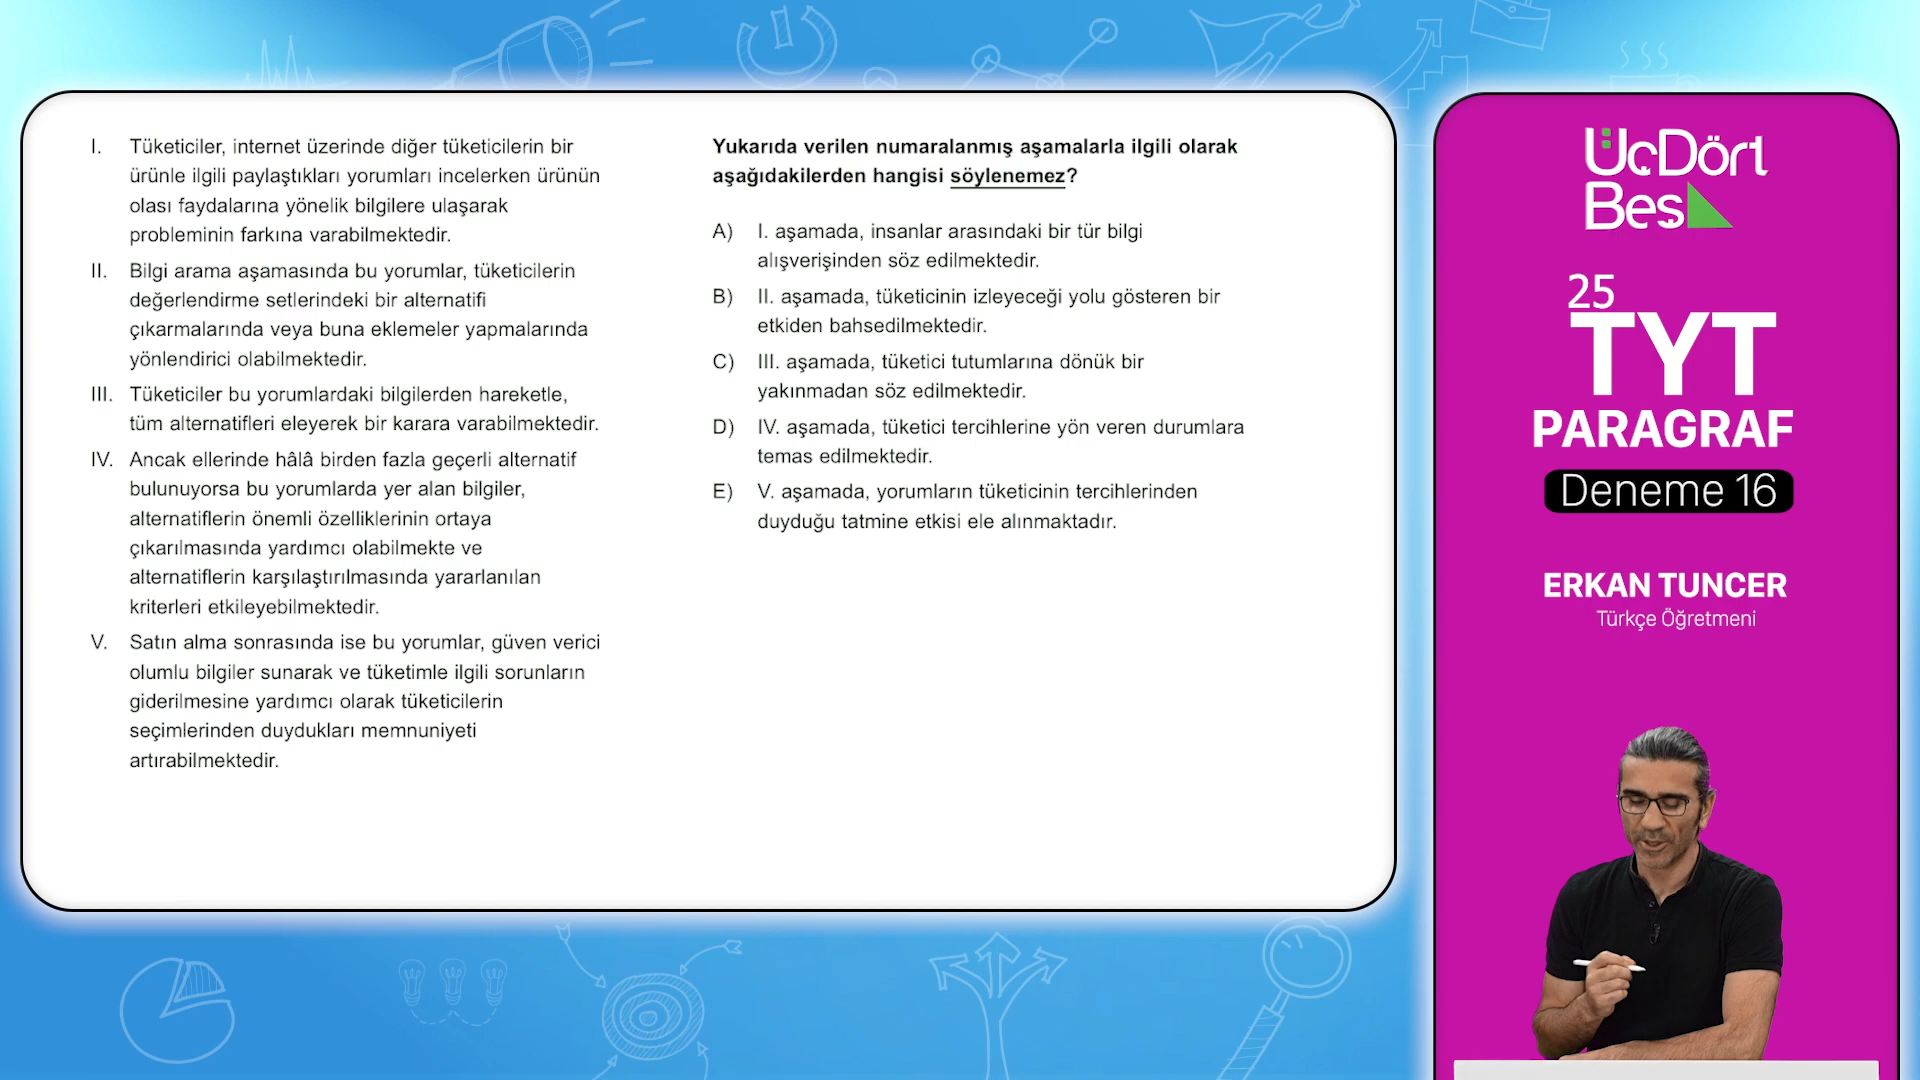 I. Tüketiciler, internet üzerinde diğer tüketicilerin bir
ürünle ilgili paylaştıkları yorumları incelerken ürünün
olası faydalarına yönelik bilgilere ulaşarak
probleminin farkına varabilmektedir.
II. Bilgi arama aşamasında bu yorumlar, tüketicilerin
değerlendirme setlerindeki bir alternatifi
çıkarmalarında veya buna eklemeler yapmalarında
yönlendirici olabilmektedir.
III. Tüketiciler bu yorumlardaki bilgilerden hareketle,
tüm alternatifleri eleyerek bir karara varabilmektedir.
IV. Ancak ellerinde hâlâ birden fazla geçerli alternatif
bulunuyorsa bu yorumlarda yer alan bilgiler,
alternatiflerin önemli özelliklerinin ortaya
çıkarılmasında yardımcı olabilmekte ve
alternatiflerin karşılaştırılmasında yararlanılan
kriterleri etkileyebilmektedir.
V. Satın alma sonrasında ise bu yorumlar, güven verici
olumlu bilgiler sunarak ve tüketimle ilgili sorunların
giderilmesine yardımcı olarak tüketicilerin
seçimlerinden duydukları memnuniyeti
artırabilmektedir.
Yukarıda verilen numaralanmış aşamalarla ilgili olarak
aşağıdakilerden hangisi söylenemez?
A) I. aşamada, insanlar arasındaki bir tür bilgi
alışverişinden söz edilmektedir.
B) II. aşamada, tüketicinin izleyeceği yolu gösteren bir
etkiden bahsedilmektedir.
C) III. aşamada, tüketici tutumlarına dönük bir
yakınmadan söz edilmektedir.
D) IV. aşamada, tüketici tercihlerine yön veren durumlara
temas edilmektedir.
E) V. aşamada, yorumların tüketicinin tercihlerinden
duyduğu tatmine etkisi ele alınmaktadır.
ÜçDört
Beş
25
TYT
PARAGRAF
Deneme 16
ERKAN TUNCER
Türkçe Öğretmeni